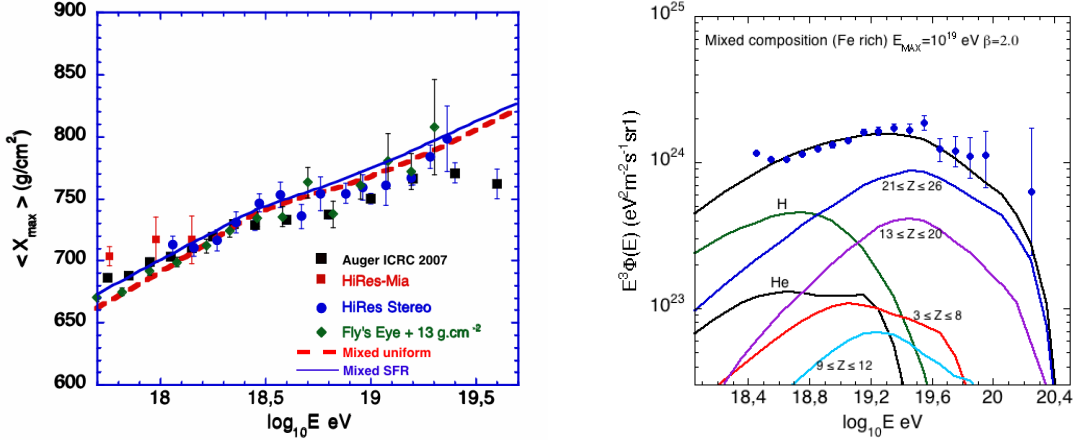 900
850
800
750
700
650
600
18
18,5
19
19,5
<X_max> (g/cm²)
log₁₀E eV
Auger ICRC 2007
HiRes-Mia
HiRes Stereo
Fly's Eye + 13 g.cm⁻²
Mixed uniform
Mixed SFR
10²⁵
10²⁴
10²³
Mixed composition (Fe rich) E_MAX=10¹⁹ eV β=2.0
21≤ Z≤ 26
H
13 ≤Z ≤20
He
3 ≤Z≤ 8
9 ≤Z ≤ 12
18,4
18,8
19,2
19,6
20
20,4
E³Φ(E) (eV²m⁻²s⁻¹sr1)
log₁₀E eV